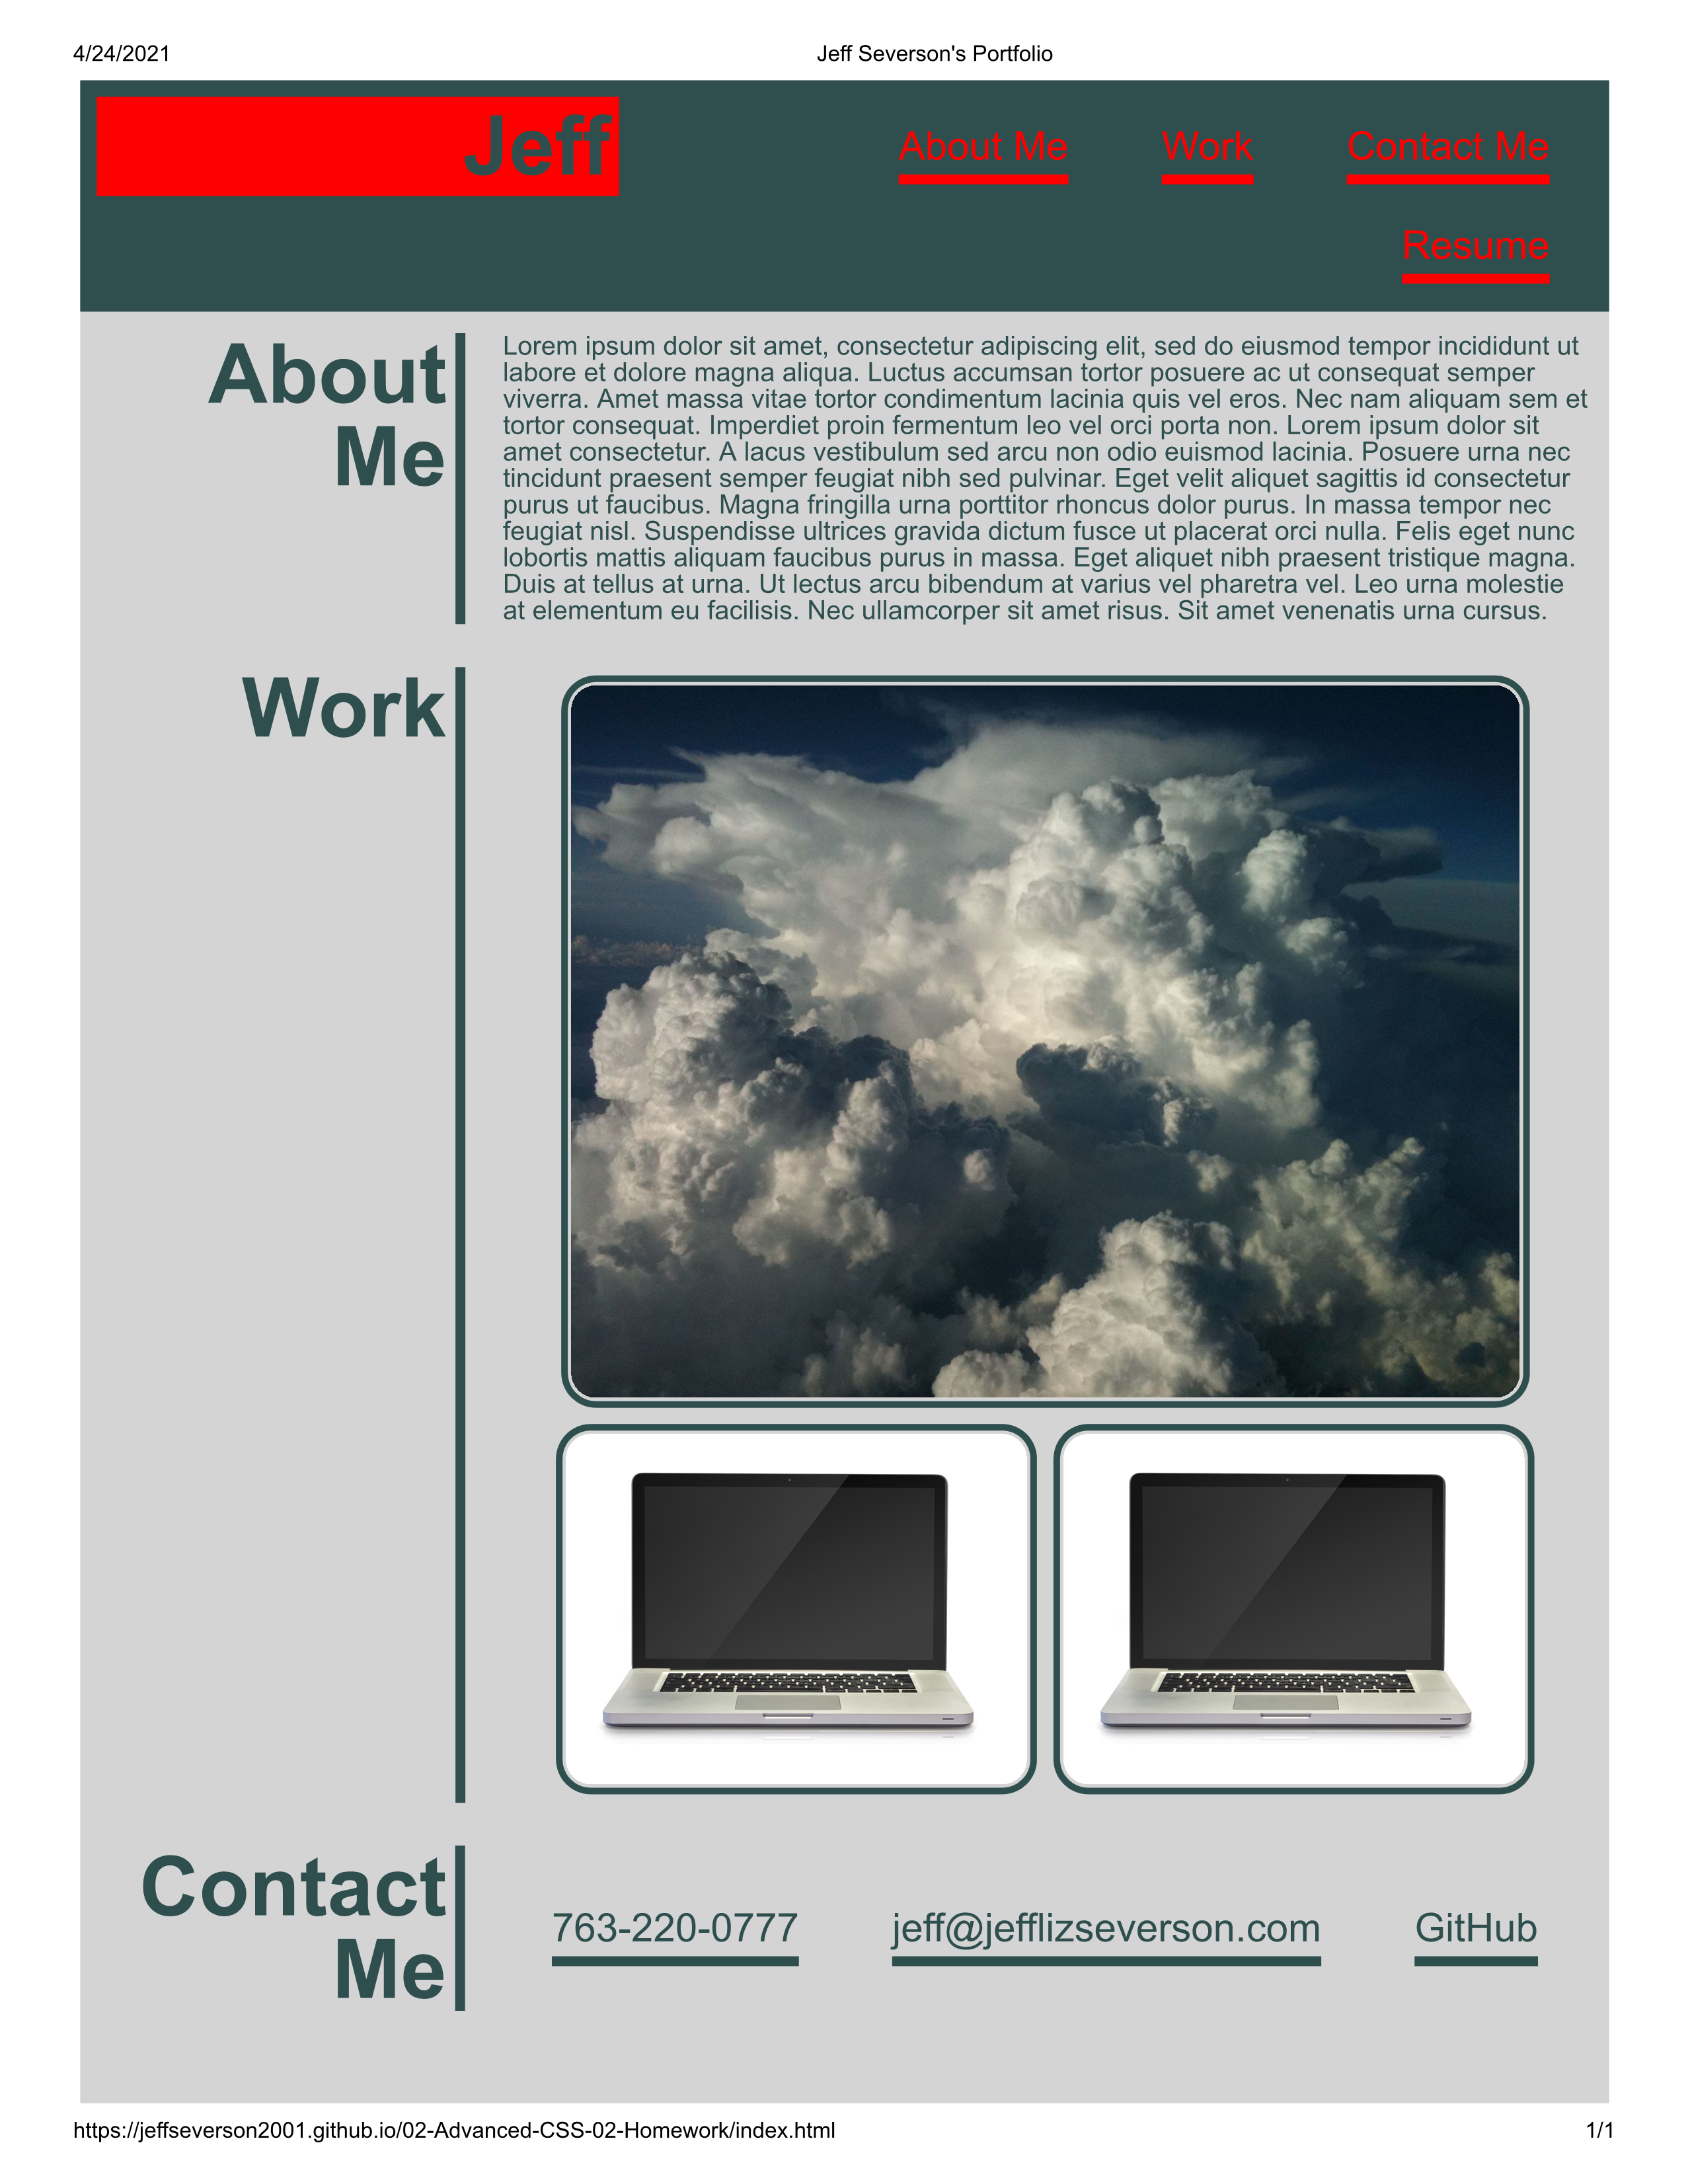 4/24/2021 Jeff Severson's Portfolio
Jeff
About Me Work Contact Me
Resume
About
Me
Lorem ipsum dolor sit amet, consectetur adipiscing elit, sed do eiusmod tempor incididunt ut
labore et dolore magna aliqua. Luctus accumsan tortor posuere ac ut consequat semper
viverra. Amet massa vitae tortor condimentum lacinia quis vel eros. Nec nam aliquam sem et
tortor consequat. Imperdiet proin fermentum leo vel orci porta non. Lorem ipsum dolor sit
amet consectetur. A lacus vestibulum sed arcu non odio euismod lacinia. Posuere urna nec
tincidunt praesent semper feugiat nibh sed pulvinar. Eget velit aliquet sagittis id consectetur
purus ut faucibus. Magna fringilla urna porttitor rhoncus dolor purus. In massa tempor nec
feugiat nisl. Suspendisse ultrices gravida dictum fusce ut placerat orci nulla. Felis eget nunc
lobortis mattis aliquam faucibus purus in massa. Eget aliquet nibh praesent tristique magna.
Duis at tellus at urna. Ut lectus arcu bibendum at varius vel pharetra vel. Leo urna molestie
at elementum eu facilisis. Nec ullamcorper sit amet risus. Sit amet venenatis urna cursus.
Work
Contact
Me
763-220-0777 jeff@jefflizseverson.com GitHub
https://jeffseverson2001.github.io/02-Advanced-CSS-02-Homework/index.html 1/1